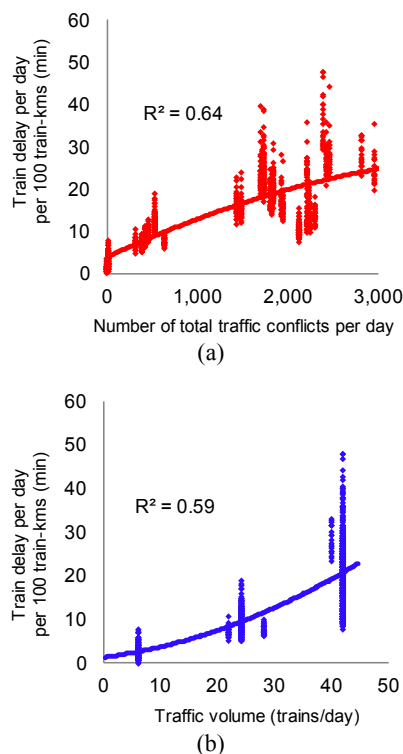 60
50
40
30
20
10
0
Train delay per day
per 100 train-kms (min)
R² = 0.64
0 1,000 2,000 3,000
Number of total traffic conflicts per day
(a)
60
50
40
30
20
10
0
Train delay per day
per 100 train-kms (min)
R² = 0.59
0 10 20 30 40 50
Traffic volume (trains/day)
(b)